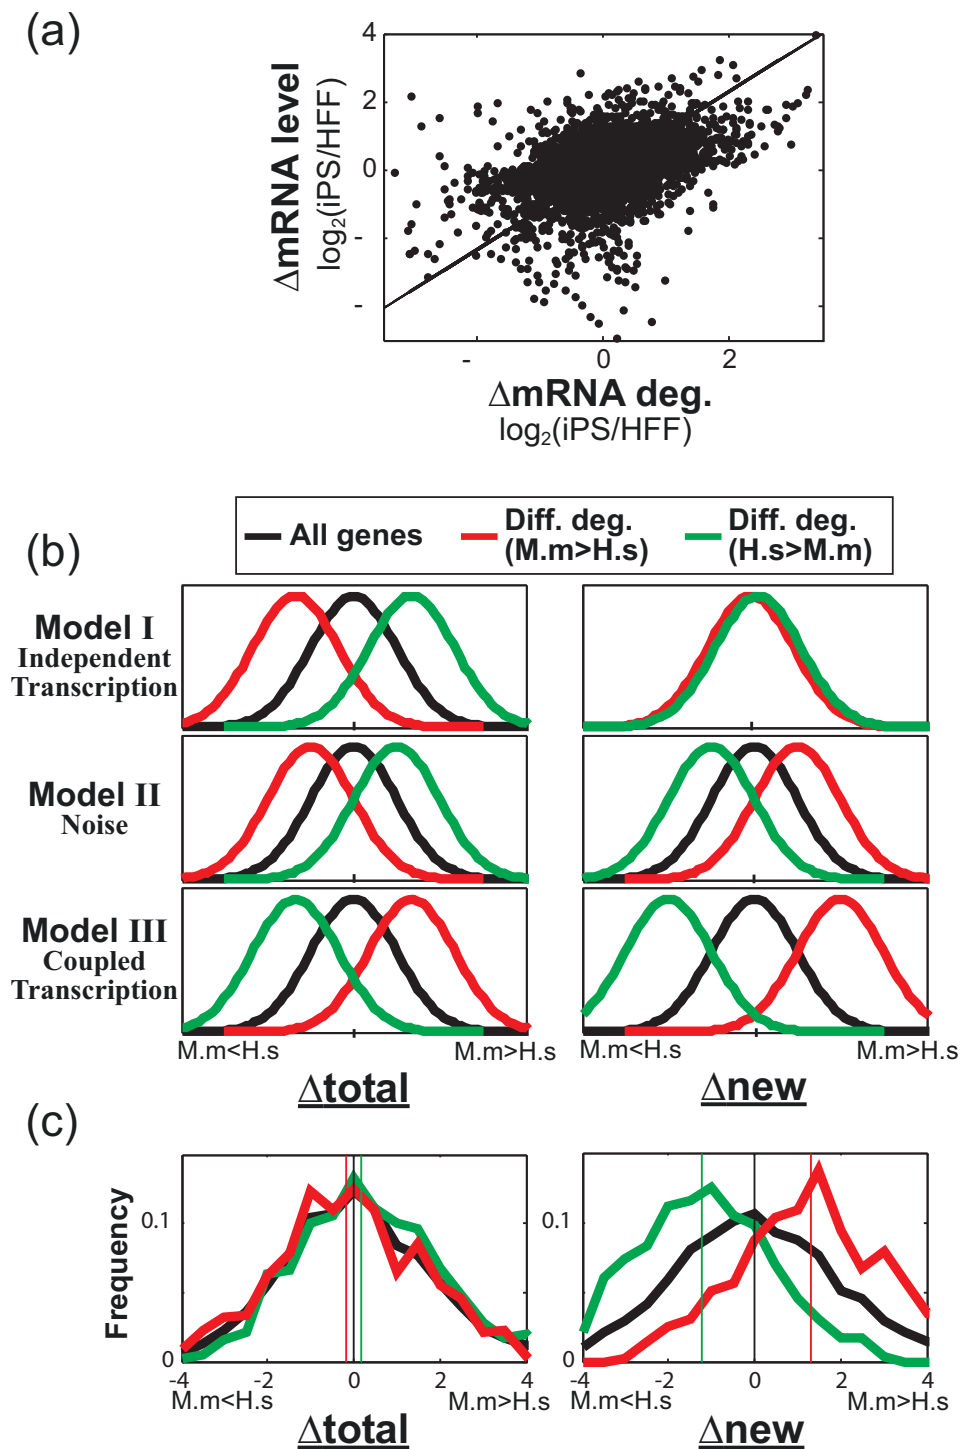 (a)
4
2
0
-
-
ΔmRNA level
log2(iPS/HFF)
-
0
2
ΔmRNA deg.
log2(iPS/HFF)
All genes
Diff. deg.
(M.m>H.s)
Diff. deg.
(H.s>M.m)
(b)
Model I
Independent
Transcription
Model II
Noise
Model III
Coupled
Transcription
M.m<H.s
M.m>H.s
M.m<H.s
M.m>H.s
Δtotal
Δnew
(c)
Frequency
0.1
0
-4
-2
0
2
4
M.m<H.s
M.m>H.s
Δtotal
0.1
0
-4
-2
0
2
4
M.m<H.s
M.m>H.s
Δnew